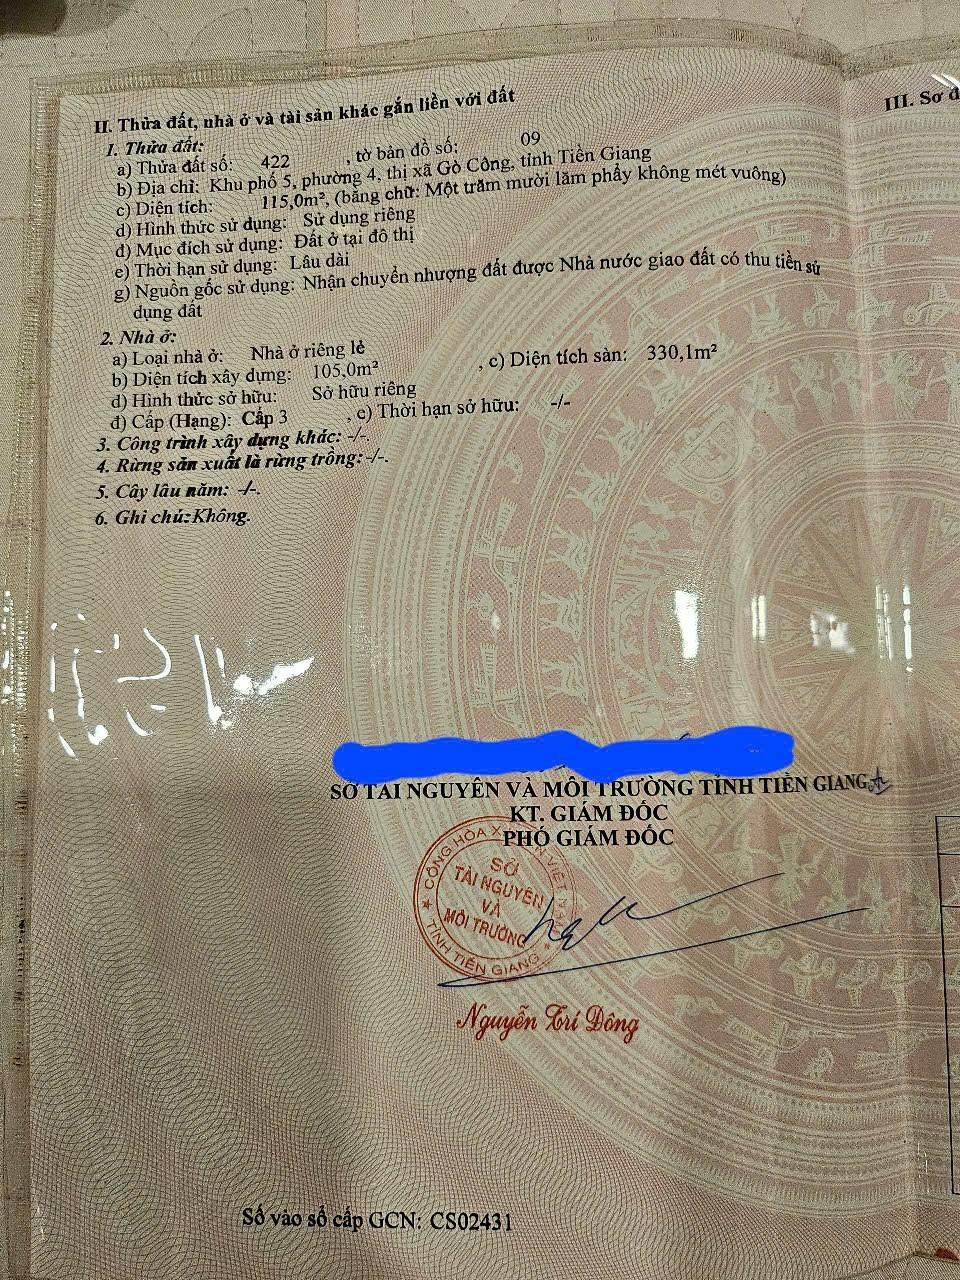 II. Thửa đất, nhà ở và tài sản khác gắn liền với đất
III. Sơ đ
1. Thửa đất:
a) Thửa đất số: 422 , tờ bản đồ số: 09
b) Địa chỉ: Khu phố 5, phường 4, thị xã Gò Công, tỉnh Tiền Giang
c) Diện tích: 115,0m², (bằng chữ: Một trăm mười lăm phẩy không mét vuông)
d) Hình thức sử dụng: Sử dụng riêng
đ) Mục đích sử dụng: Đất ở tại đô thị
e) Thời hạn sử dụng: Lâu dài
g) Nguồn gốc sử dụng: Nhận chuyển nhượng đất được Nhà nước giao đất có thu tiền sử
dụng đất
2. Nhà ở:
a) Loại nhà ở: Nhà ở riêng lẻ
b) Diện tích xây dựng: 105,0m² , c) Diện tích sàn: 330,1m²
d) Hình thức sở hữu: Sở hữu riêng
đ) Cấp (Hạng): Cấp 3 , e) Thời hạn sở hữu: -/-
3. Công trình xây dựng khác: -/-.
4. Rừng sản xuất là rừng trồng: -/-.
5. Cây lâu năm: -/-.
6. Ghi chú: Không.
SỞ TÀI NGUYÊN VÀ MÔI TRƯỜNG TỈNH TIỀN GIANG
KT. GIÁM ĐỐC
PHÓ GIÁM ĐỐC
CỘNG HÒA X VIỆT NAM
SỞ
TÀI NGUYÊN
VÀ
MÔI TRƯỜNG
TỈNH TIỀN GIANG
Nguyễn Trí Dông
Số vào sổ cấp GCN: CS02431